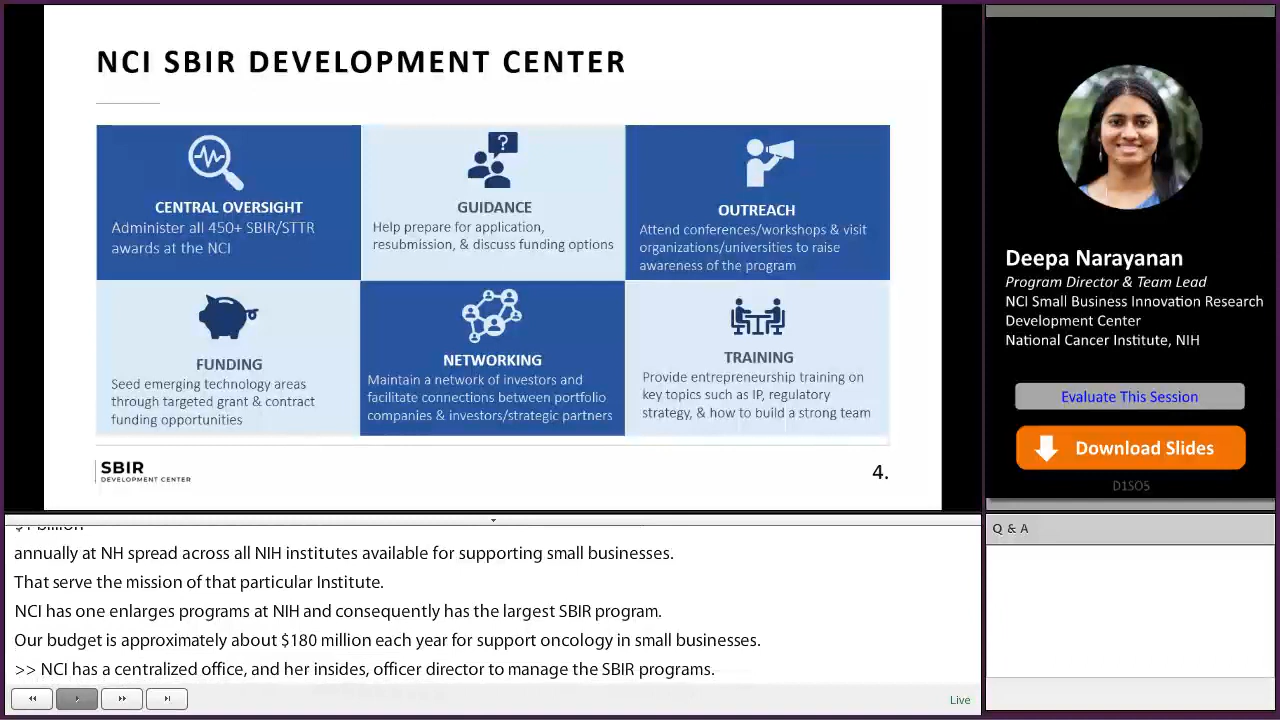 NCI SBIR DEVELOPMENT CENTER
CENTRAL OVERSIGHT
Administer all 450+ SBIR/STTR
awards at the NCI
?
GUIDANCE
Help prepare for application,
resubmission, & discuss funding options
OUTREACH
Attend conferences/workshops & visit
organizations/universities to raise
awareness of the program
FUNDING
Seed emerging technology areas
through targeted grant & contract
funding opportunities
NETWORKING
Maintain a network of investors and
facilitate connections between portfolio
companies & investors/strategic partners
TRAINING
Provide entrepreneurship training on
key topics such as IP, regulatory
strategy, & how to build a strong team
SBIR
DEVELOPMENT CENTER
4.
Deepa Narayanan
Program Director & Team Lead
NCI Small Business Innovation Research
Development Center
National Cancer Institute, NIH
Evaluate This Session
Download Slides
D1SO5
$1 billion
annually at NH spread across all NIH institutes available for supporting small businesses.
That serve the mission of that particular Institute.
NCI has one enlarges programs at NIH and consequently has the largest SBIR program.
Our budget is approximately about $180 million each year for support oncology in small businesses.
>> NCI has a centralized office, and her insides, officer director to manage the SBIR programs.
Live
Q & A